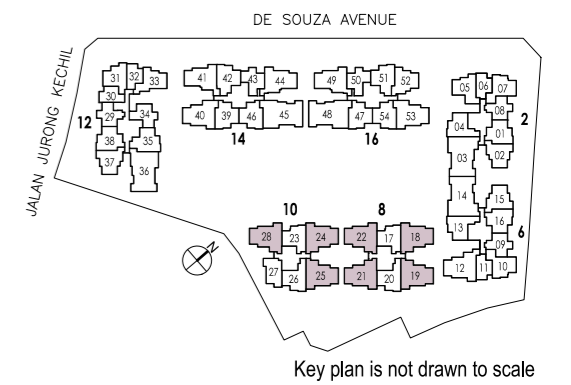 DE SOUZA AVENUE
JALAN JURONG KECHIL
31 32 33
30
29 34
12
38 35
37 36
41 42 43 44
40 39 46 45
14
49 50 51 52
48 47 54 53
16
05 06 07
08
2
04 01
03 02
14 15
13 16
09
6
12 11 10
10
28 23 24
27 26 25
8
22 17 18
21 20 19
N
Key plan is not drawn to scale